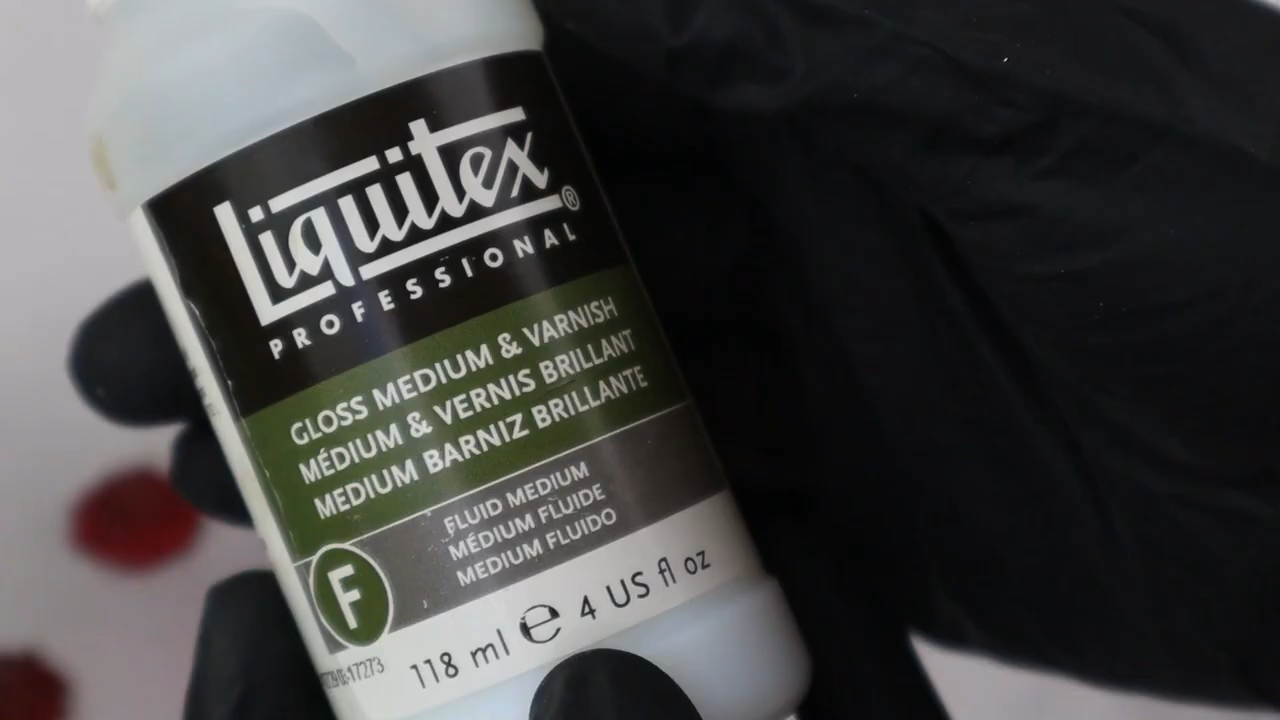 Liquitex®
PROFESSIONAL
GLOSS MEDIUM & VARNISH
MÉDIUM & VERNIS BRILLANT
MEDIUM BARNIZ BRILLANTE
FLUID MEDIUM
MÉDIUM FLUIDE
MEDIUM FLUIDO
F
118 ml ℮ 4 US fl oz